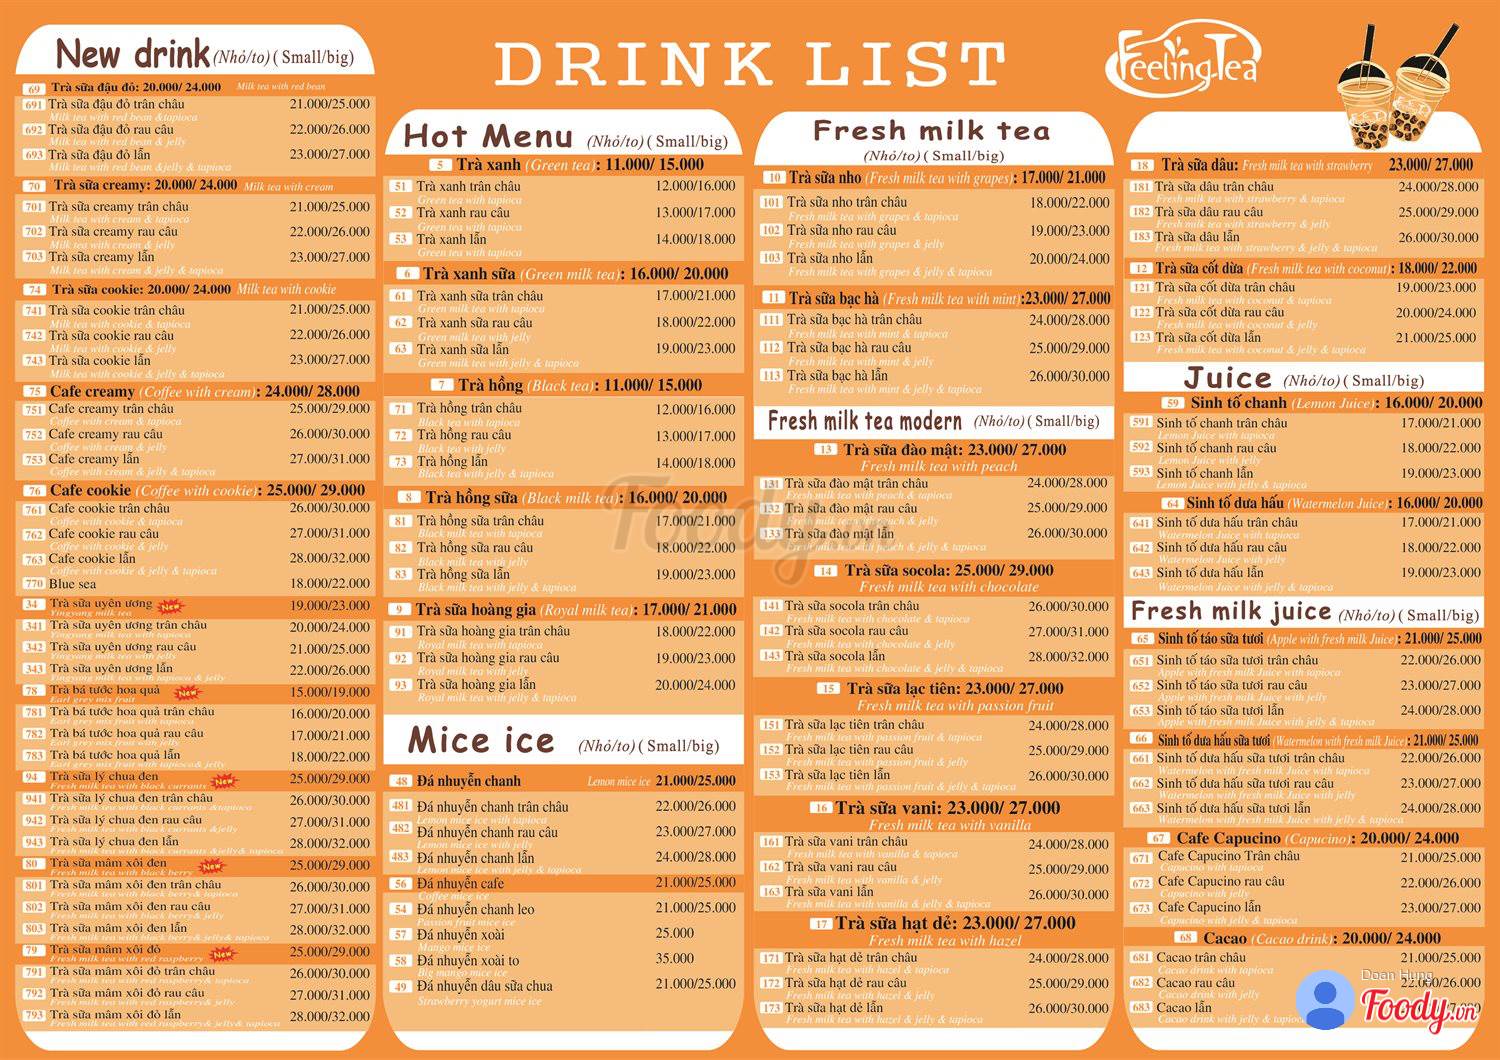 DRINK LIST
Feeling Tea
New drink (Nhỏ/to) ( Small/big)
69 Trà sữa đậu đỏ: 20.000/ 24.000 Milk tea with red bean
691 Trà sữa đậu đỏ trân châu 21.000/25.000
Milk tea with red bean &tapioca
692 Trà sữa đậu đỏ rau câu 22.000/26.000
Milk tea with red bean & jelly
693 Trà sữa đậu đỏ lẫn 23.000/27.000
Milk tea with red bean &jelly & tapioca
70 Trà sữa creamy: 20.000/ 24.000 Milk tea with cream
701 Trà sữa creamy trân châu 21.000/25.000
Milk tea with cream & tapioca
702 Trà sữa creamy rau câu 22.000/26.000
Milk tea with cream & jelly
703 Trà sữa creamy lẫn 23.000/27.000
Milk tea with cream & jelly & tapioca
74 Trà sữa cookie: 20.000/ 24.000 Milk tea with cookie
741 Trà sữa cookie trân châu 21.000/25.000
Milk tea with cookie & tapioca
742 Trà sữa cookie rau câu 22.000/26.000
Milk tea with cookie & jelly
743 Trà sữa cookie lẫn 23.000/27.000
Milk tea with cookie & jelly & tapioca
75 Cafe creamy (Coffee with cream): 24.000/ 28.000
751 Cafe creamy trân châu 25.000/29.000
Coffee with cream & tapioca
752 Cafe creamy rau câu 26.000/30.000
Coffee with cream & jelly
753 Cafe creamy lẫn 27.000/31.000
Coffee with cream & jelly & tapioca
76 Cafe cookie (Coffee with cookie): 25.000/ 29.000
761 Cafe cookie trân châu 26.000/30.000
Coffee with cookie & tapioca
762 Cafe cookie rau câu 27.000/31.000
Coffee with cookie & jelly
763 Cafe cookie lẫn 28.000/32.000
Coffee with cookie & jelly & tapioca
770 Blue sea 18.000/22.000
34 Trà sữa uyên ương New 19.000/23.000
Yingyong milk tea
341 Trà sữa uyên ương trân châu 20.000/24.000
Yingyong milk tea with tapioca
342 Trà sữa uyên ương rau câu 21.000/25.000
Yingyong milk tea with jelly
343 Trà sữa uyên ương lẫn 22.000/26.000
Yingyong milk tea with jelly & tapioca
78 Trà bá tước hoa quả New 15.000/19.000
Earl grey mix fruit
781 Trà bá tước hoa quả trân châu 16.000/20.000
Earl grey mix fruit with tapioca
782 Trà bá tước hoa quả rau câu 17.000/21.000
Earl grey mix fruit with jelly
783 Trà bá tước hoa quả lẫn 18.000/22.000
Earl grey mix fruit with tapioca& jelly
94 Trà sữa lý chua đen New 25.000/29.000
Fresh milk tea with black currants
941 Trà sữa lý chua đen trân châu 26.000/30.000
Fresh milk tea with black currants &tapioca
942 Trà sữa lý chua đen rau câu 27.000/31.000
Fresh milk tea with black currants &jelly
943 Trà sữa lý chua đen lẫn 28.000/32.000
Fresh milk tea with black currants &jelly& tapioca
80 Trà sữa mâm xôi đen New 25.000/29.000
Fresh milk tea with black berry
801 Trà sữa mâm xôi đen trân châu 26.000/30.000
Fresh milk tea with black berry& tapioca
802 Trà sữa mâm xôi đen rau câu 27.000/31.000
Fresh milk tea with black berry& jelly
803 Trà sữa mâm xôi đen lẫn 28.000/32.000
Fresh milk tea with black berry& jelly& tapioca
79 Trà sữa mâm xôi đỏ New 25.000/29.000
Fresh milk tea with red raspberry
791 Trà sữa mâm xôi đỏ trân châu 26.000/30.000
Fresh milk tea with red raspberry& tapioca
792 Trà sữa mâm xôi đỏ rau câu 27.000/31.000
Fresh milk tea with red raspberry& jelly
793 Trà sữa mâm xôi đỏ lẫn 28.000/32.000
Fresh milk tea with red raspberry& jelly& tapioca
Hot Menu (Nhỏ/to) ( Small/big)
5 Trà xanh (Green tea): 11.000/ 15.000
51 Trà xanh trân châu 12.000/16.000
Green tea with tapioca
52 Trà xanh rau câu 13.000/17.000
Green tea with tapioca
53 Trà xanh lẫn 14.000/18.000
Green tea with tapioca
6 Trà xanh sữa (Green milk tea): 16.000/ 20.000
61 Trà xanh sữa trân châu 17.000/21.000
Green milk tea with tapioca
62 Trà xanh sữa rau câu 18.000/22.000
Green milk tea with jelly
63 Trà xanh sữa lẫn 19.000/23.000
Green milk tea with jelly & tapioca
7 Trà hồng (Black tea): 11.000/ 15.000
71 Trà hồng trân châu 12.000/16.000
Black tea with tapioca
72 Trà hồng rau câu 13.000/17.000
Black tea with jelly
73 Trà hồng lẫn 14.000/18.000
Black tea with jelly & tapioca
8 Trà hồng sữa (Black milk tea): 16.000/ 20.000
81 Trà hồng sữa trân châu 17.000/21.000
Black milk tea with tapioca
82 Trà hồng sữa rau câu 18.000/22.000
Black milk tea with jelly
83 Trà hồng sữa lẫn 19.000/23.000
Black milk tea with jelly & tapioca
9 Trà sữa hoàng gia (Royal milk tea): 17.000/ 21.000
91 Trà sữa hoàng gia trân châu 18.000/22.000
Royal milk tea with tapioca
92 Trà sữa hoàng gia rau câu 19.000/23.000
Royal milk tea with jelly
93 Trà sữa hoàng gia lẫn 20.000/24.000
Royal milk tea with jelly & tapioca
Mice ice (Nhỏ/to) ( Small/big)
48 Đá nhuyễn chanh Lemon mice ice 21.000/25.000
481 Đá nhuyễn chanh trân châu 22.000/26.000
Lemon mice ice with tapioca
482 Đá nhuyễn chanh rau câu 23.000/27.000
Lemon mice ice with jelly
483 Đá nhuyễn chanh lẫn 24.000/28.000
Lemon mice ice with jelly & tapioca
56 Đá nhuyễn cafe 21.000/25.000
Coffee mice ice
54 Đá nhuyễn chanh leo 21.000/25.000
Passion fruit mice ice
57 Đá nhuyễn xoài 25.000
Mango mice ice
58 Đá nhuyễn xoài to 35.000
Big mango mice ice
49 Đá nhuyễn dâu sữa chua 21.000/25.000
Strawberry yogurt mice ice
Fresh milk tea
(Nhỏ/to) ( Small/big)
10 Trà sữa nho (Fresh milk tea with grapes): 17.000/ 21.000
101 Trà sữa nho trân châu 18.000/22.000
Fresh milk tea with grapes & tapioca
102 Trà sữa nho rau câu 19.000/23.000
Fresh milk tea with grapes & jelly
103 Trà sữa nho lẫn 20.000/24.000
Fresh milk tea with grapes & jelly & tapioca
11 Trà sữa bạc hà (Fresh milk tea with mint):23.000/ 27.000
111 Trà sữa bạc hà trân châu 24.000/28.000
Fresh milk tea with mint & tapioca
112 Trà sữa bạc hà rau câu 25.000/29.000
Fresh milk tea with mint & jelly
113 Trà sữa bạc hà lẫn 26.000/30.000
Fresh milk tea with mint & jelly & tapioca
Fresh milk tea modern (Nhỏ/to) ( Small/big)
13 Trà sữa đào mật: 23.000/ 27.000
Fresh milk tea with peach
131 Trà sữa đào mật trân châu 24.000/28.000
Fresh milk tea with peach & tapioca
132 Trà sữa đào mật rau câu 25.000/29.000
Fresh milk tea with peach & jelly
133 Trà sữa đào mật lẫn 26.000/30.000
Fresh milk tea with peach & jelly & tapioca
14 Trà sữa socola: 25.000/ 29.000
Fresh milk tea with chocolate
141 Trà sữa socola trân châu 26.000/30.000
Fresh milk tea with chocolate & tapioca
142 Trà sữa socola rau câu 27.000/31.000
Fresh milk tea with chocolate & jelly
143 Trà sữa socola lẫn 28.000/32.000
Fresh milk tea with chocolate & jelly & tapioca
15 Trà sữa lạc tiên: 23.000/ 27.000
Fresh milk tea with passion fruit
151 Trà sữa lạc tiên trân châu 24.000/28.000
Fresh milk tea with passion fruit & tapioca
152 Trà sữa lạc tiên rau câu 25.000/29.000
Fresh milk tea with passion fruit & jelly
153 Trà sữa lạc tiên lẫn 26.000/30.000
Fresh milk tea with passion fruit & jelly & tapioca
16 Trà sữa vani: 23.000/ 27.000
Fresh milk tea with vanilla
161 Trà sữa vani trân châu 24.000/28.000
Fresh milk tea with vanilla & tapioca
162 Trà sữa vani rau câu 25.000/29.000
Fresh milk tea with vanilla & jelly
163 Trà sữa vani lẫn 26.000/30.000
Fresh milk tea with vanilla & jelly & tapioca
17 Trà sữa hạt dẻ: 23.000/ 27.000
Fresh milk tea with hazel
171 Trà sữa hạt dẻ trân châu 24.000/28.000
Fresh milk tea with hazel & tapioca
172 Trà sữa hạt dẻ rau câu 25.000/29.000
Fresh milk tea with hazel & jelly
173 Trà sữa hạt dẻ lẫn 26.000/30.000
Fresh milk tea with hazel & jelly & tapioca
18 Trà sữa dâu: Fresh milk tea with strawberry 23.000/ 27.000
181 Trà sữa dâu trân châu 24.000/28.000
Fresh milk tea with strawberry & tapioca
182 Trà sữa dâu rau câu 25.000/29.000
Fresh milk tea with strawberry & jelly
183 Trà sữa dâu lẫn 26.000/30.000
Fresh milk tea with strawberry & jelly & tapioca
12 Trà sữa cốt dừa (Fresh milk tea with coconut): 18.000/ 22.000
121 Trà sữa cốt dừa trân châu 19.000/23.000
Fresh milk tea with coconut & tapioca
122 Trà sữa cốt dừa rau câu 20.000/24.000
Fresh milk tea with coconut & jelly
123 Trà sữa cốt dừa lẫn 21.000/25.000
Fresh milk tea with coconut & jelly & tapioca
Juice (Nhỏ/to) ( Small/big)
59 Sinh tố chanh (Lemon Juice): 16.000/ 20.000
591 Sinh tố chanh trân châu 17.000/21.000
Lemon Juice with tapioca
592 Sinh tố chanh rau câu 18.000/22.000
Lemon Juice with jelly
593 Sinh tố chanh lẫn 19.000/23.000
Lemon Juice with jelly & tapioca
64 Sinh tố dưa hấu (Watermelon Juice): 16.000/ 20.000
641 Sinh tố dưa hấu trân châu 17.000/21.000
Watermelon Juice with tapioca
642 Sinh tố dưa hấu rau câu 18.000/22.000
Watermelon Juice with jelly
643 Sinh tố dưa hấu lẫn 19.000/23.000
Watermelon Juice with jelly & tapioca
Fresh milk juice (Nhỏ/to) ( Small/big)
65 Sinh tố táo sữa tươi (Apple with fresh milk Juice): 21.000/ 25.000
651 Sinh tố táo sữa tươi trân châu 22.000/26.000
Apple with fresh milk Juice with tapioca
652 Sinh tố táo sữa tươi rau câu 23.000/27.000
Apple with fresh milk Juice with jelly
653 Sinh tố táo sữa tươi lẫn 24.000/28.000
Apple with fresh milk Juice with jelly & tapioca
66 Sinh tố dưa hấu sữa tươi (Watermelon with fresh milk Juice): 21.000/ 25.000
661 Sinh tố dưa hấu sữa tươi trân châu 22.000/26.000
Watermelon with fresh milk Juice with tapioca
662 Sinh tố dưa hấu sữa tươi rau câu 23.000/27.000
Watermelon with fresh milk Juice with jelly
663 Sinh tố dưa hấu sữa tươi lẫn 24.000/28.000
Watermelon with fresh milk Juice with jelly & tapioca
67 Cafe Capucino (Capucino): 20.000/ 24.000
671 Cafe Capucino Trân châu 21.000/25.000
Capucino with tapioca
672 Cafe Capucino rau câu 22.000/26.000
Capucino with jelly
673 Cafe Capucino lẫn 23.000/27.000
Capucino with jelly & tapioca
68 Cacao (Cacao drink): 20.000/ 24.000
681 Cacao trân châu 21.000/25.000
Cacao drink with tapioca
682 Cacao rau câu 22.000/26.000
Cacao drink with jelly
683 Cacao lẫn
Cacao drink with jelly & tapioca
Doan Hung
Foody.vn
Foody.vn